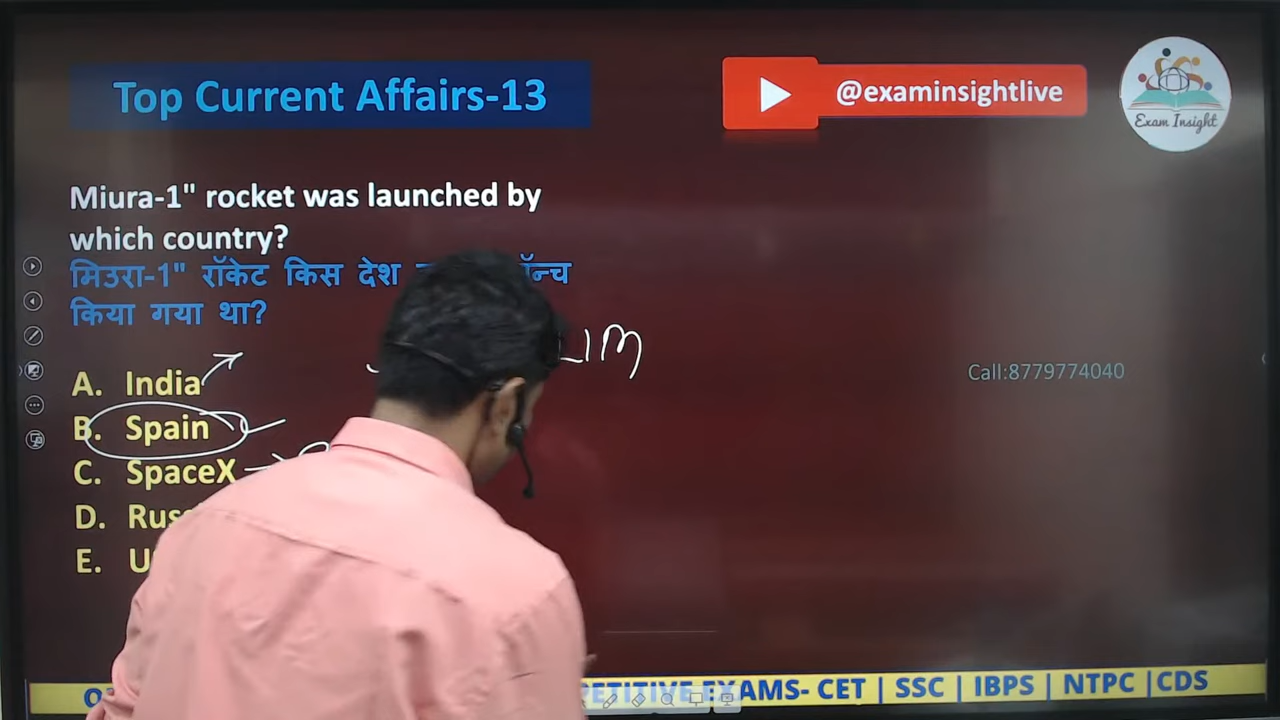 Top Current Affairs-13
@examinsightlive
Exam Insight
Miura-1" rocket was launched by
which country?
मिउरा-1" रॉकेट किस देश
किया गया था?
A. India
B. Spain
C. SpaceX
D.
E.
Call:8779774040
EXAMS- CET | SSC | IBPS | NTPC |CDS